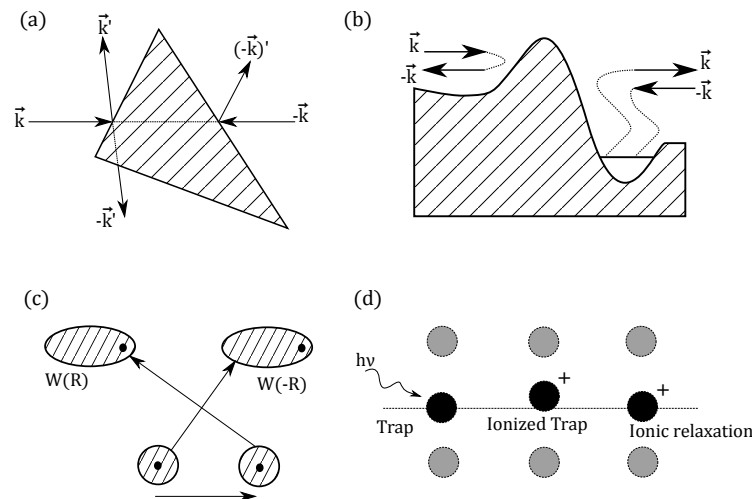 (a)
k⃗'
(-k⃗)'
k⃗
-k⃗
-k⃗'
(b)
k⃗
-k⃗
k⃗
-k⃗
(c)
W(R)
W(-R)
(d)
hν
+
+
Trap
Ionized Trap
Ionic relaxation